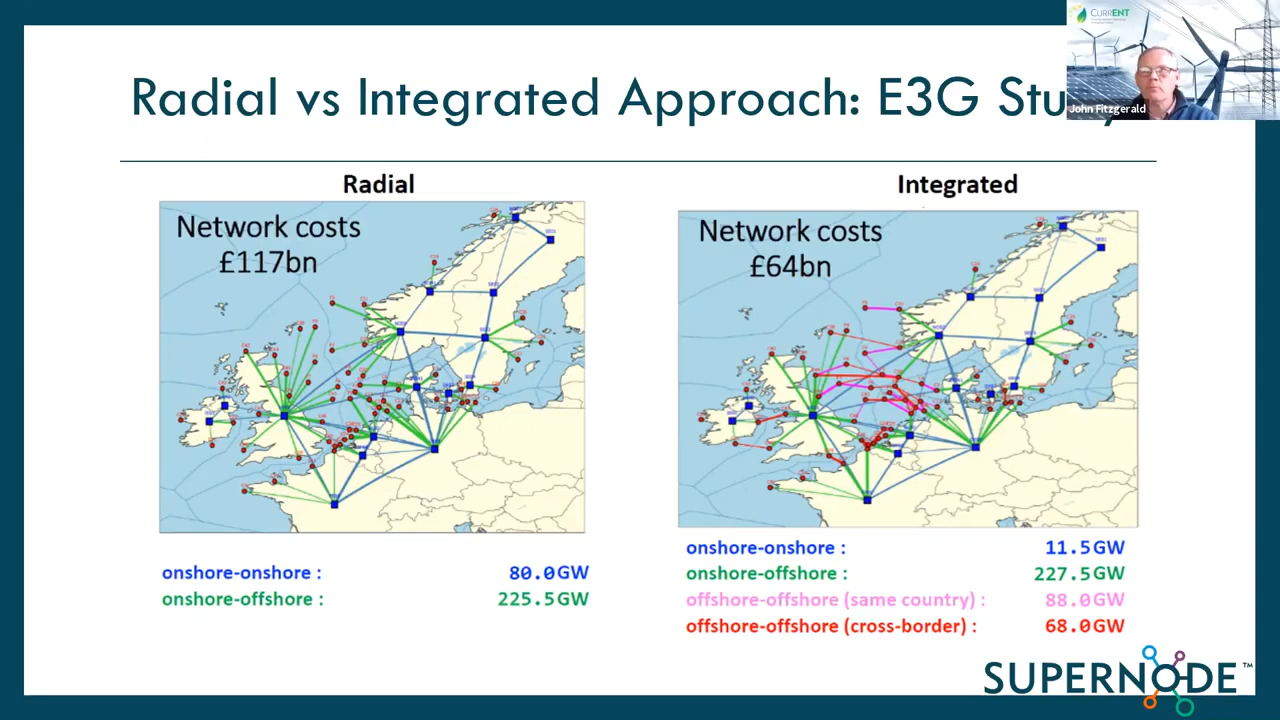 CURRENT
John Fitzgerald
Radial vs Integrated Approach: E3G
Radial
Integrated
Network costs
£117bn
Network costs
£64bn
onshore-onshore : 80.0GW
onshore-offshore : 225.5GW
onshore-onshore : 11.5GW
onshore-offshore : 227.5GW
offshore-offshore (same country) : 88.0GW
offshore-offshore (cross-border) : 68.0GW
SUPERNODE™